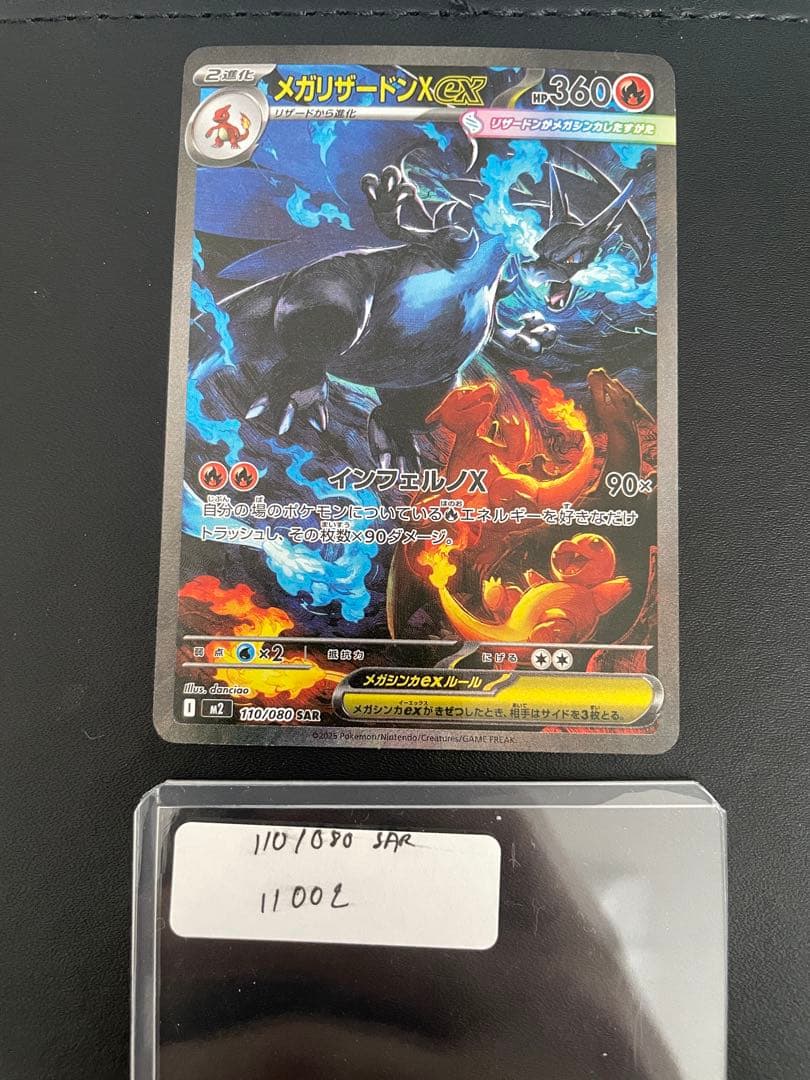 2進化 メガリザードンXex HP360
リザードから進化
リザードンがメガシンカしたすがた
インフェルノX 90×
自分の場のポケモンについているエネルギーを好きなだけ
トラッシュし、その枚数×90ダメージ。
弱点 ×2 抵抗力 にげる
メガシンカexルール
メガシンカexがきぜつしたとき、相手はサイドを3枚とる。
Illus. danciao
I M2 110/080 SAR
©2025 Pokémon/Nintendo/Creatures/GAME FREAK.
110/080 SAR
11002